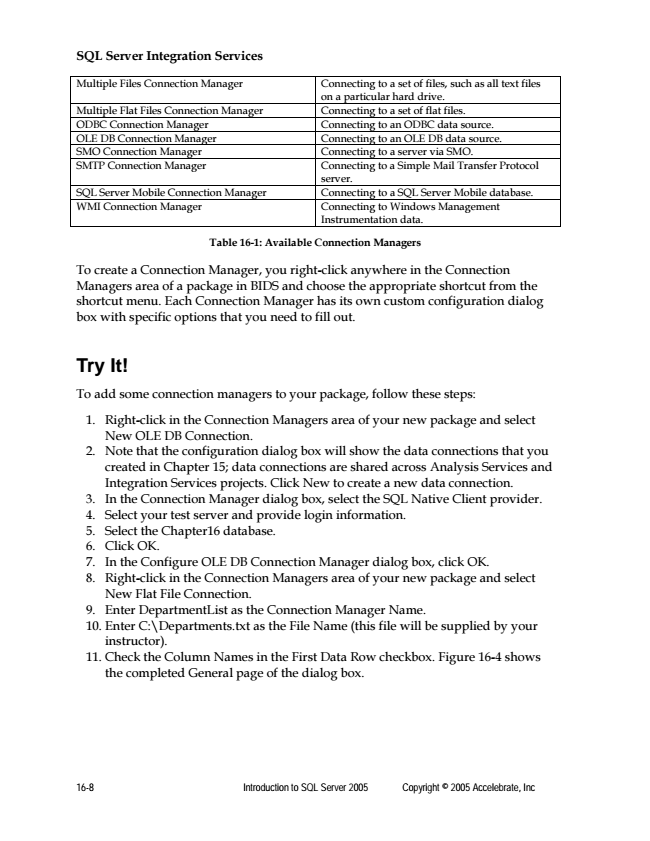 SQL Server Integration Services
Multiple Files Connection Manager
Connecting to a set of files, such as all text files
on a particular hard drive.
Multiple Flat Files Connection Manager
Connecting to a set of flat files.
ODBC Connection Manager
Connecting to an ODBC data source.
OLE DB Connection Manager
Connecting to an OLE DB data source.
SMO Connection Manager
Connecting to a server via SMO.
SMTP Connection Manager
Connecting to a Simple Mail Transfer Protocol
server.
SQL Server Mobile Connection Manager
Connecting to a SQL Server Mobile database.
WMI Connection Manager
Connecting to Windows Management
Instrumentation data.
Table 16-1: Available Connection Managers
To create a Connection Manager, you right-click anywhere in the Connection
Managers area of a package in BIDS and choose the appropriate shortcut from the
shortcut menu. Each Connection Manager has its own custom configuration dialog
box with specific options that you need to fill out.
Try It!
To add some connection managers to your package, follow these steps:
1. Right-click in the Connection Managers area of your new package and select
New OLE DB Connection.
2. Note that the configuration dialog box will show the data connections that you
created in Chapter 15; data connections are shared across Analysis Services and
Integration Services projects. Click New to create a new data connection.
3. In the Connection Manager dialog box, select the SQL Native Client provider.
4. Select your test server and provide login information.
5. Select the Chapter16 database.
6. Click OK.
7. In the Configure OLE DB Connection Manager dialog box, click OK.
8. Right-click in the Connection Managers area of your new package and select
New Flat File Connection.
9. Enter DepartmentList as the Connection Manager Name.
10. Enter C:\Departments.txt as the File Name (this file will be supplied by your
instructor).
11. Check the Column Names in the First Data Row checkbox. Figure 16-4 shows
the completed General page of the dialog box.
16-8 Introduction to SQL Server 2005 Copyright © 2005 Accelebrate, Inc